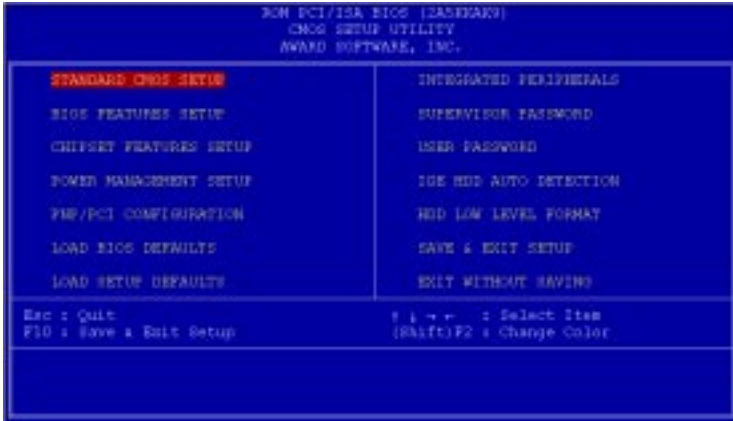 ROM PCI/ISA BIOS (2A5KKAK9)
CMOS SETUP UTILITY
AWARD SOFTWARE, INC.
STANDARD CMOS SETUP
BIOS FEATURES SETUP
CHIPSET FEATURES SETUP
POWER MANAGEMENT SETUP
PNP/PCI CONFIGURATION
LOAD BIOS DEFAULTS
LOAD SETUP DEFAULTS
INTEGRATED PERIPHERALS
SUPERVISOR PASSWORD
USER PASSWORD
IDE HDD AUTO DETECTION
HDD LOW LEVEL FORMAT
SAVE & EXIT SETUP
EXIT WITHOUT SAVING
Esc : Quit
F10 : Save & Exit Setup
↑ ↓ → ← : Select Item
(Shift)F2 : Change Color